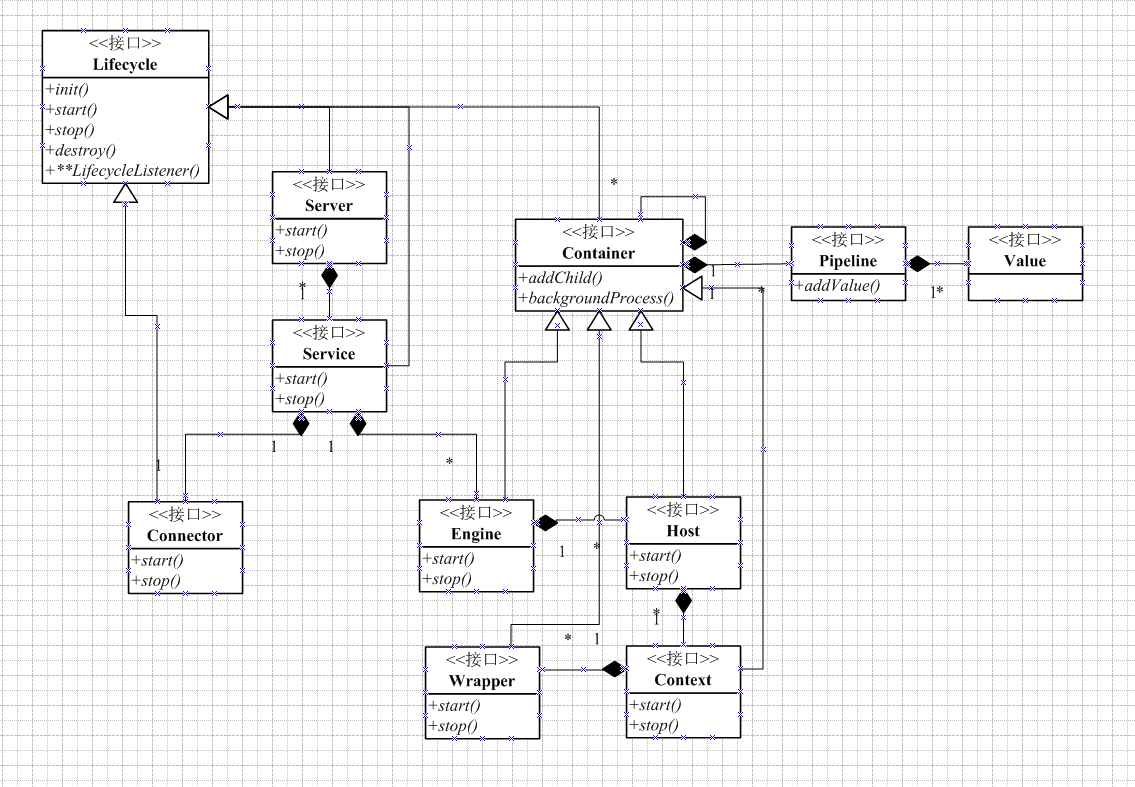 <<接口>>
Lifecycle
+init()
+start()
+stop()
+destroy()
+**LifecycleListener()
<<接口>>
Server
+start()
+stop()
*
1
<<接口>>
Service
+start()
+stop()
1
1
*
1
<<接口>>
Connector
+start()
+stop()
*
<<接口>>
Container
+addChild()
+backgroundProcess()
1
1
*
<<接口>>
Pipeline
+addValue()
1*
<<接口>>
Value
<<接口>>
Engine
+start()
+stop()
1
*
<<接口>>
Host
+start()
+stop()
*
1
*
1
<<接口>>
Wrapper
+start()
+stop()
<<接口>>
Context
+start()
+stop()